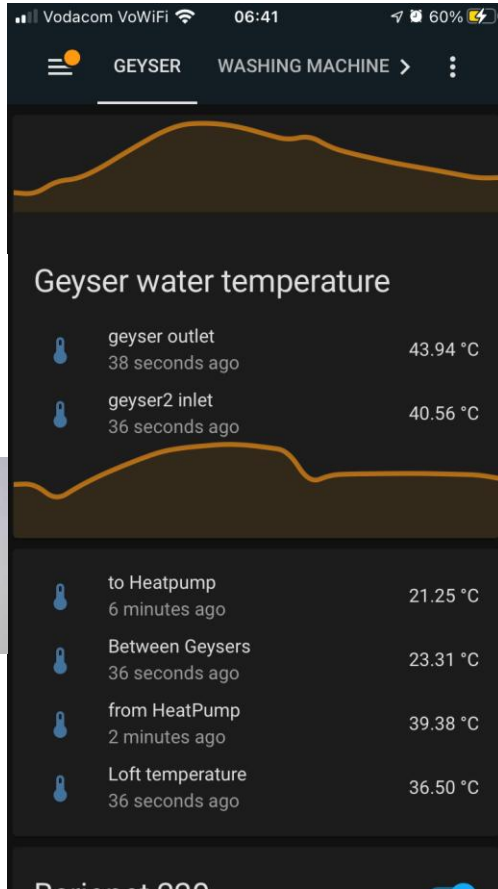 Vodacom VoWiFi 06:41 60%
GEYSER WASHING MACHINE
Geyser water temperature
geyser outlet 43.94 °C
38 seconds ago
geyser2 inlet 40.56 °C
36 seconds ago
to Heatpump 21.25 °C
6 minutes ago
Between Geysers 23.31 °C
36 seconds ago
from HeatPump 39.38 °C
2 minutes ago
Loft temperature 36.50 °C
36 seconds ago